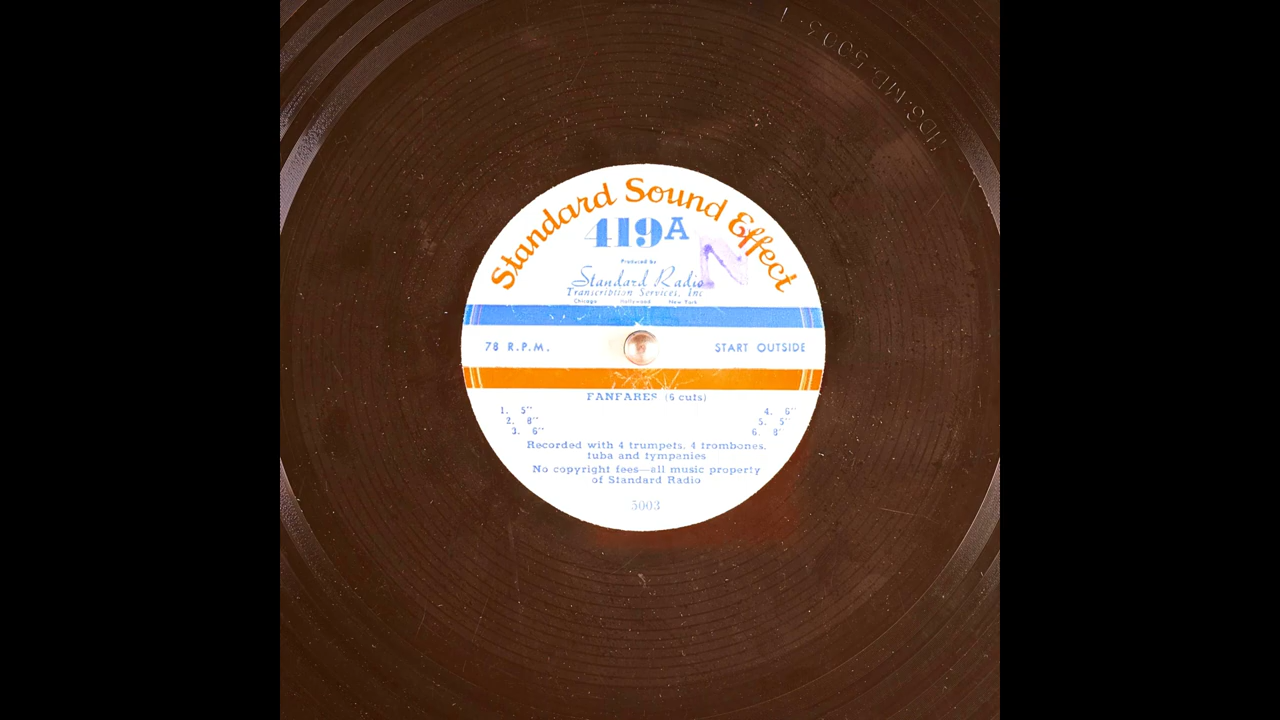 Standard Sound Effect
419A
N
Produced by
Standard Radio
Transcription Services, Inc
Chicago Hollywood New York
78 R.P.M. START OUTSIDE
FANFARES (6 cuts)
1. 5" 4. 6"
2. 8" 5. 5"
3. 6" 6. 8"
Recorded with 4 trumpets, 4 trombones,
tuba and tympanies
No copyright fees—all music property
of Standard Radio
5003